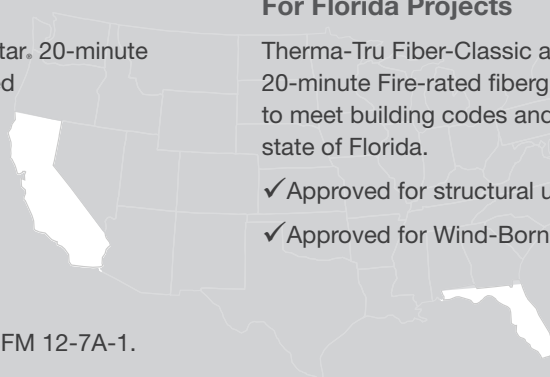 tar® 20-minute
FM 12-7A-1.
For Florida Projects
Therma-Tru Fiber-Classic a
20-minute Fire-rated fiberg
to meet building codes and
state of Florida.
✓Approved for structural u
✓Approved for Wind-Born